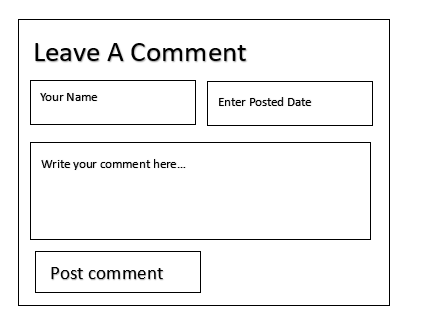 Leave A Comment
Your Name
Enter Posted Date
Write your comment here...
Post comment